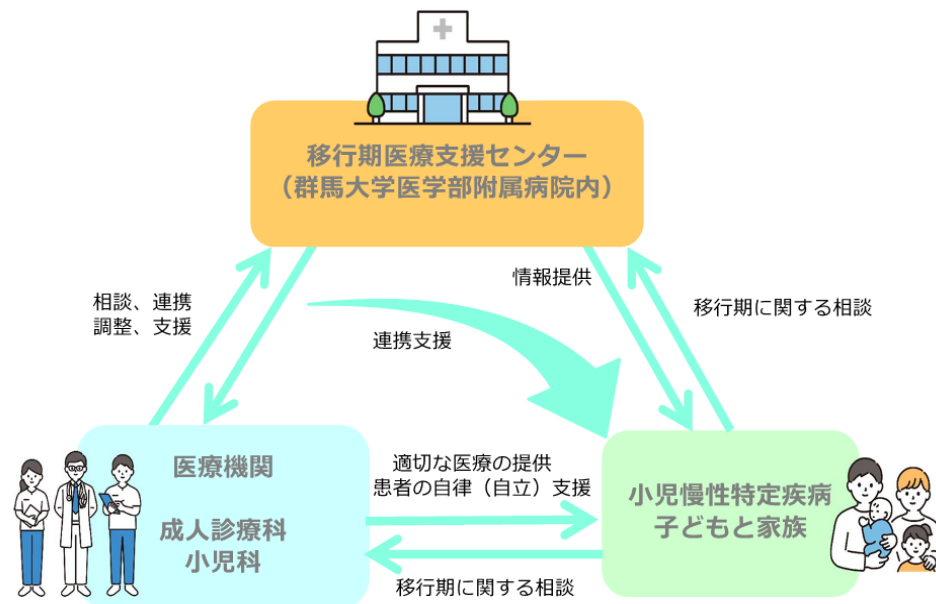 移行期医療支援センター
（群馬大学医学部附属病院内）
情報提供
相談、連携
調整、支援
移行期に関する相談
連携支援
医療機関
成人診療科
小児科
適切な医療の提供
患者の自律（自立）支援
小児慢性特定疾病
子どもと家族
移行期に関する相談